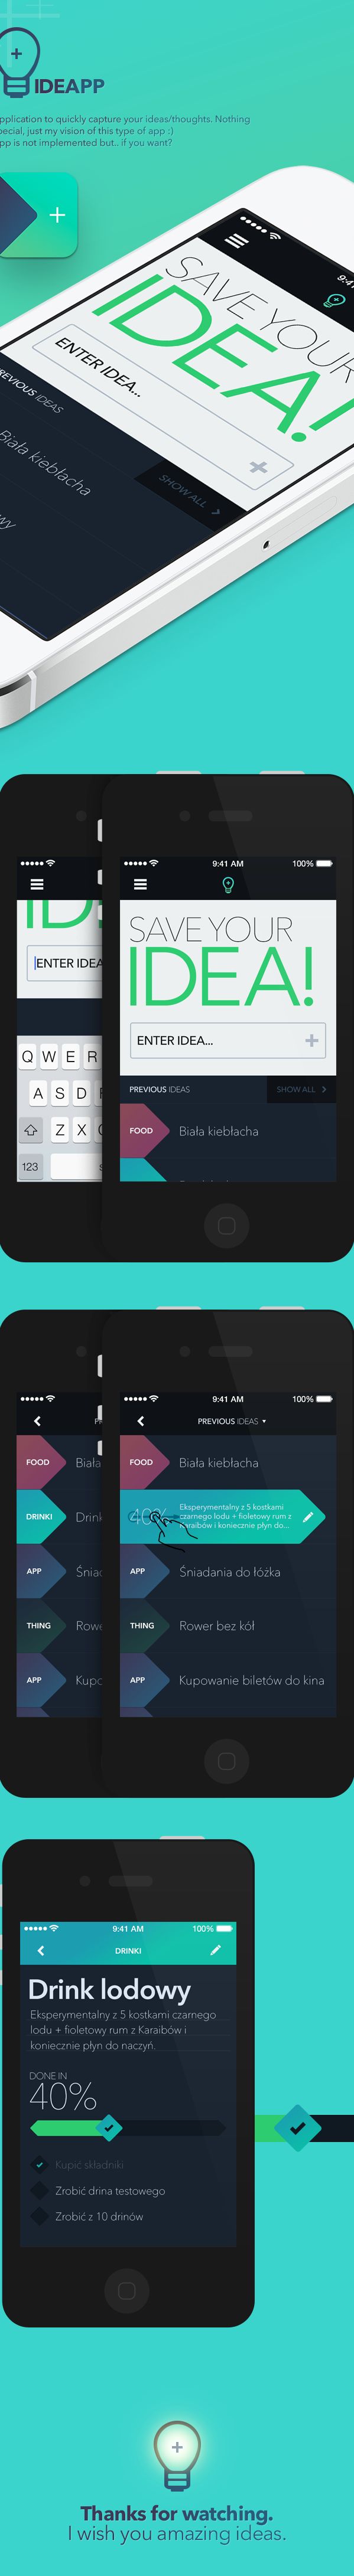 IDEAPP
pplication to quickly capture your ideas/thoughts. Nothing
pecial, just my vision of this type of app :)
pp is not implemented but.. if you want?
9:4
SAVE YOUR
IDEA!
ENTER IDEA...
REVIOUS IDEAS
SHOW ALL
Biała kiebłacha
wy
9:41 AM 100%
ID
SAVE YOUR
IDEA!
ENTER IDEA
ENTER IDEA...
PREVIOUS IDEAS SHOW ALL
Q W E R
A S D
Z X
123
FOOD Biała kiebłacha
9:41 AM 100%
PREVIOUS IDEAS
FOOD Biała
DRINKI Drin
APP Śnia
THING Rowe
APP Kupo
FOOD Biała kiebłacha
40%
Eksperymentalny z 5 kostkami
czarnego lodu + fioletowy rum z
Karaibów i koniecznie płyn do...
APP Śniadania do łóżka
THING Rower bez kół
APP Kupowanie biletów do kina
9:41 AM 100%
DRINKI
Drink lodowy
Eksperymentalny z 5 kostkami czarnego
lodu + fioletowy rum z Karaibów i
koniecznie płyn do naczyń.
DONE IN
40%
Kupić składniki
Zrobić drina testowego
Zrobić z 10 drinów
Thanks for watching.
I wish you amazing ideas.